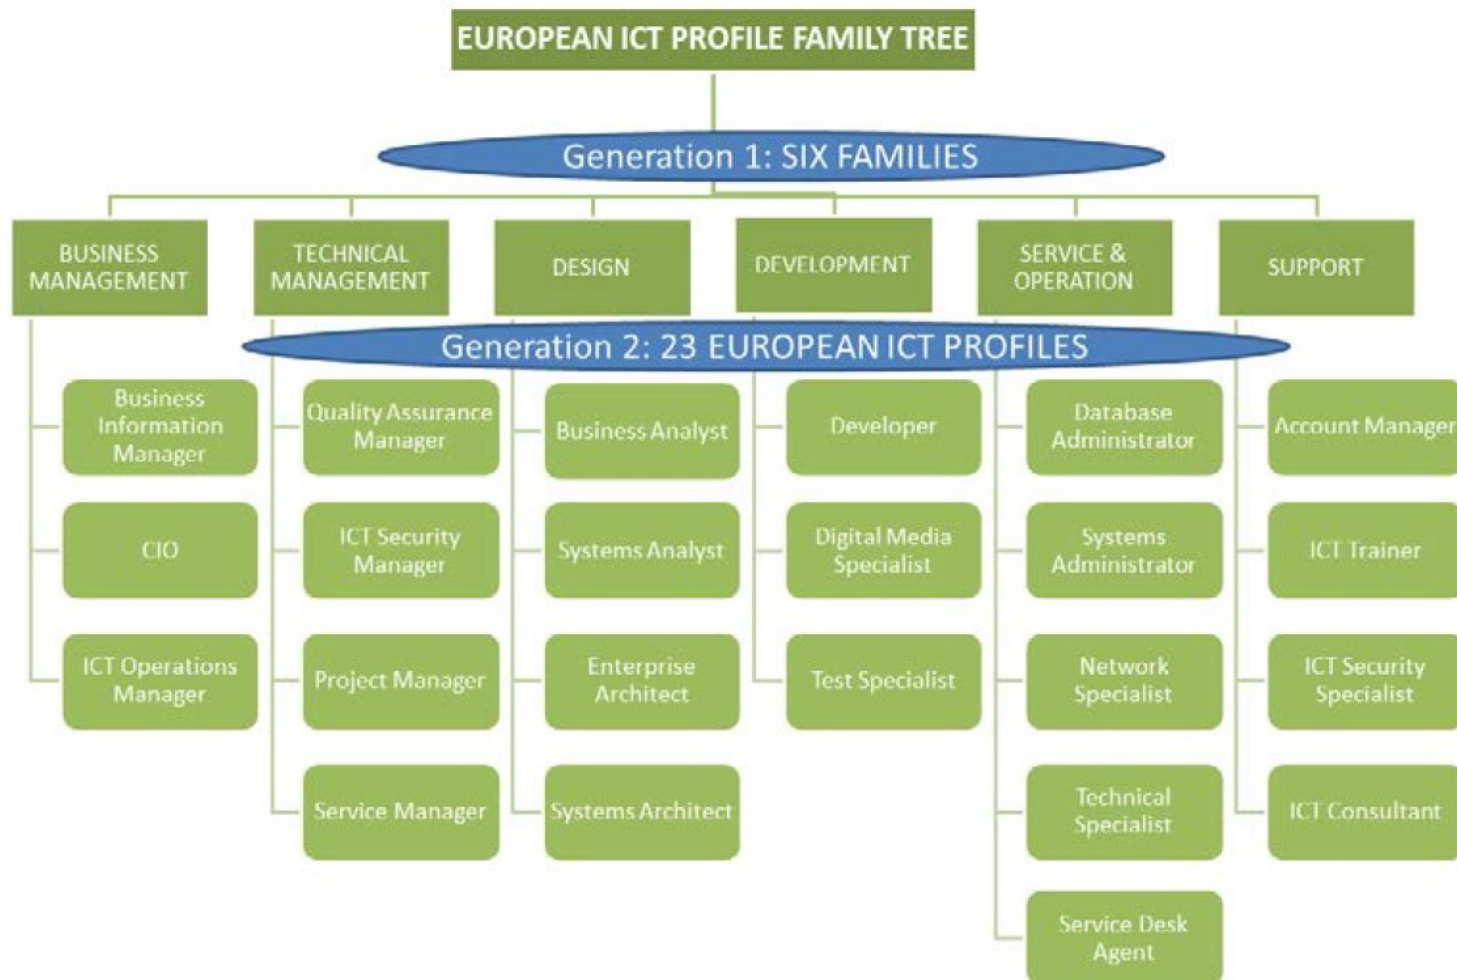 EUROPEAN ICT PROFILE FAMILY TREE
Generation 1: SIX FAMILIES
BUSINESS
MANAGEMENT
TECHNICAL
MANAGEMENT
DESIGN
DEVELOPMENT
SERVICE &
OPERATION
SUPPORT
Generation 2: 23 EUROPEAN ICT PROFILES
Business
Information
Manager
CIO
ICT Operations
Manager
Quality Assurance
Manager
ICT Security
Manager
Project Manager
Service Manager
Business Analyst
Systems Analyst
Enterprise
Architect
Systems Architect
Developer
Digital Media
Specialist
Test Specialist
Database
Administrator
Systems
Administrator
Network
Specialist
Technical
Specialist
Service Desk
Agent
Account Manager
ICT Trainer
ICT Security
Specialist
ICT Consultant